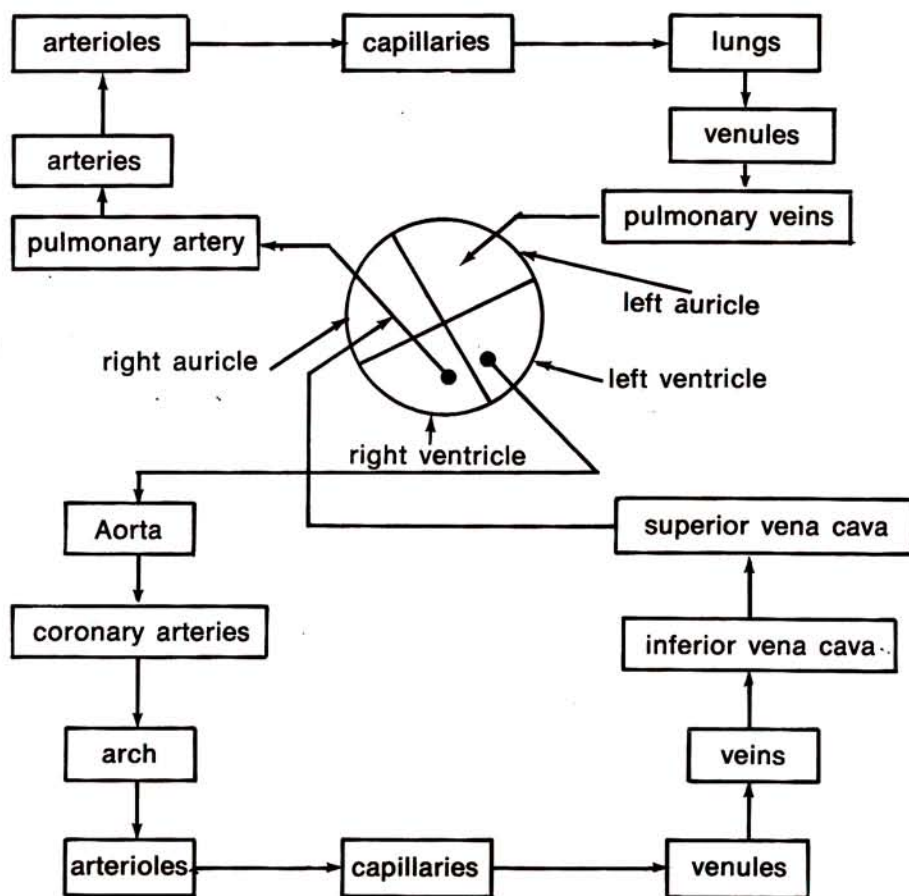 arterioles
capillaries
lungs
arteries
venules
pulmonary artery
pulmonary veins
left auricle
right auricle
left ventricle
right ventricle
Aorta
superior vena cava
coronary arteries
inferior vena cava
arch
veins
arterioles
capillaries
venules